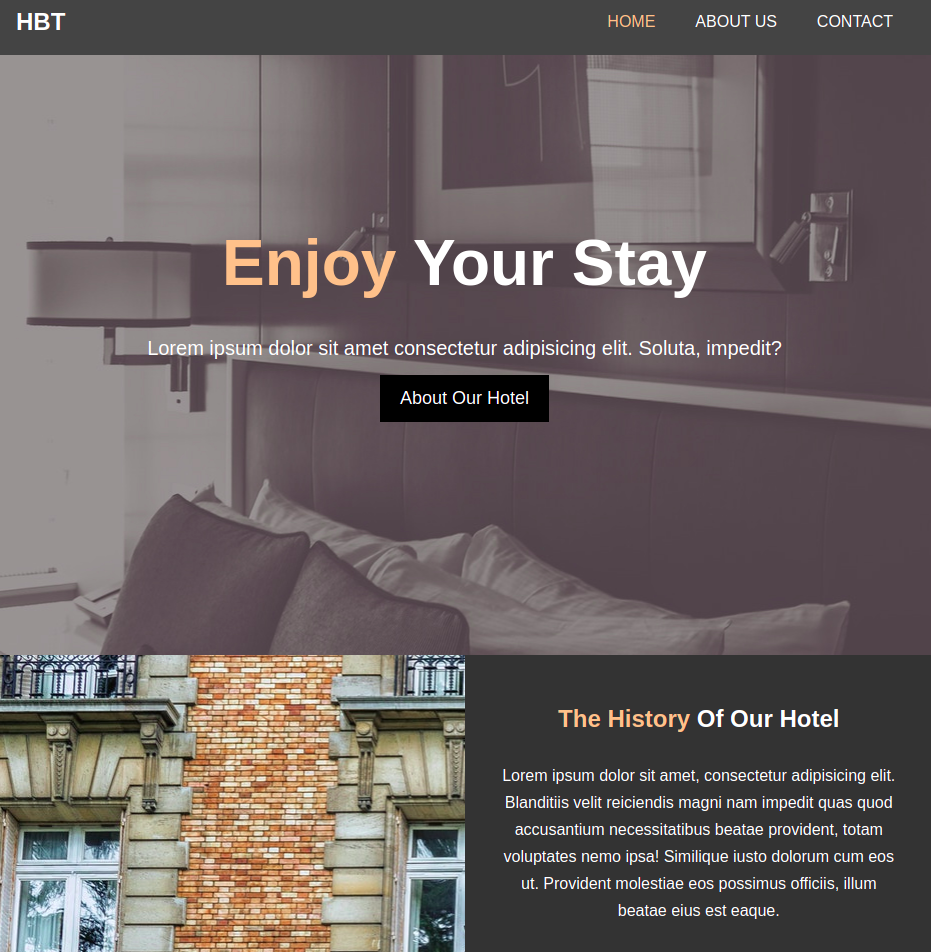 HBT
HOME ABOUT US CONTACT
Enjoy Your Stay
Lorem ipsum dolor sit amet consectetur adipisicing elit. Soluta, impedit?
About Our Hotel
The History Of Our Hotel
Lorem ipsum dolor sit amet, consectetur adipisicing elit.
Blanditiis velit reiciendis magni nam impedit quas quod
accusantium necessitatibus beatae provident, totam
voluptates nemo ipsa! Similique iusto dolorum cum eos
ut. Provident molestiae eos possimus officiis, illum
beatae eius est eaque.